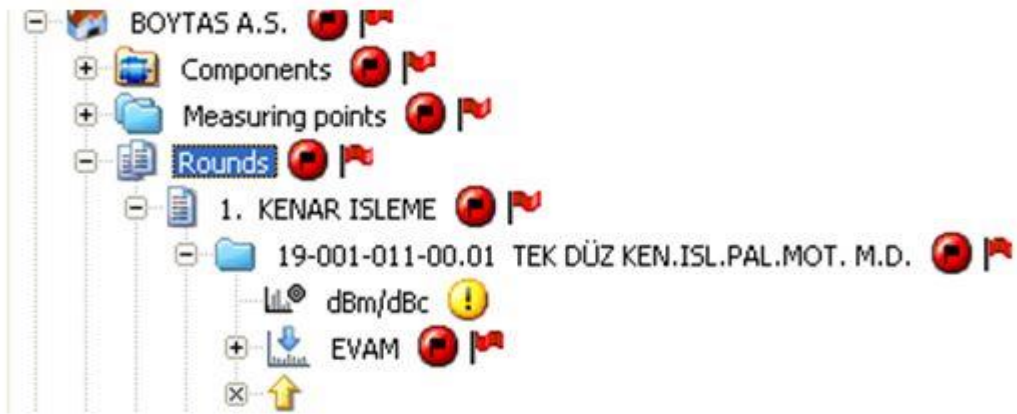 BOYTAS A.S.
Components
Measuring points
Rounds
1. KENAR ISLEME
19-001-011-00.01 TEK DÜZ KEN.ISL.PAL.MOT. M.D.
dBm/dBc
EVAM